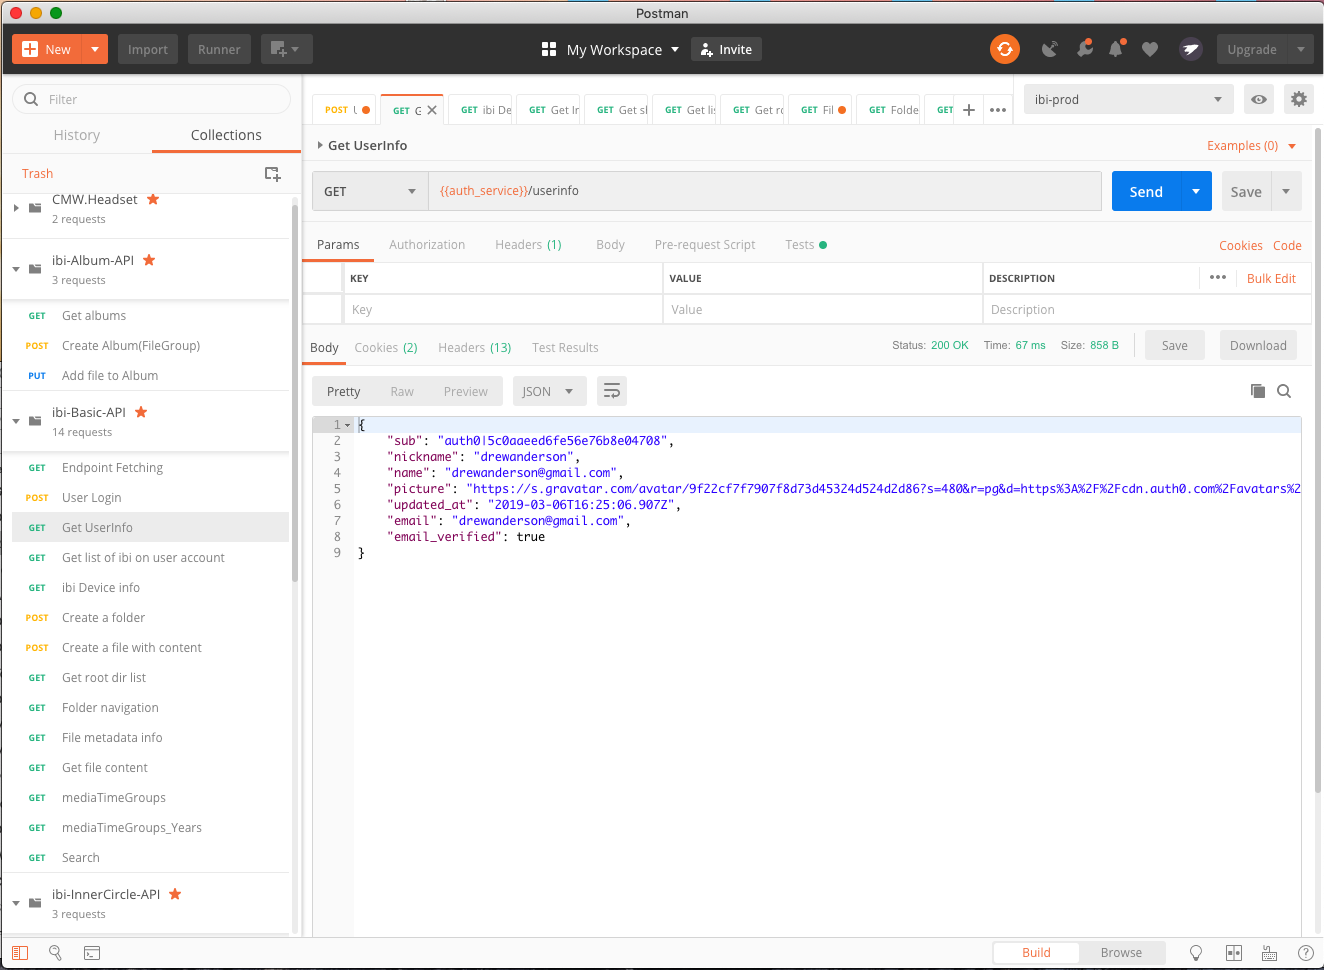 Postman
New
Import
Runner
My Workspace
Invite
Upgrade
Filter
History
Collections
Trash
CMW.Headset
2 requests
ibi-Album-API
3 requests
GET Get albums
POST Create Album(FileGroup)
PUT Add file to Album
ibi-Basic-API
14 requests
GET Endpoint Fetching
POST User Login
GET Get UserInfo
GET Get list of ibi on user account
GET ibi Device info
POST Create a folder
POST Create a file with content
GET Get root dir list
GET Folder navigation
GET File metadata info
GET Get file content
GET mediaTimeGroups
GET mediaTimeGroups_Years
GET Search
ibi-InnerCircle-API
3 requests
POST
GET G
GET ibi De
GET Get Ir
GET Get sl
GET Get lis
GET Get ro
GET Fil
GET Folde
GET
ibi-prod
Get UserInfo
Examples (0)
GET {{auth_service}}/userinfo
Send
Save
Params Authorization Headers (1) Body Pre-request Script Tests
Cookies Code
KEY VALUE DESCRIPTION
Bulk Edit
Key Value Description
Body Cookies (2) Headers (13) Test Results
Status: 200 OK Time: 67 ms Size: 858 B
Save
Download
Pretty Raw Preview
JSON
1 {
2 "sub": "auth0|5c0aaeed6fe56e76b8e04708",
3 "nickname": "drewanderson",
4 "name": "drewanderson@gmail.com",
5 "picture": "https://s.gravatar.com/avatar/9f22cf7f7907f8d73d45324d524d2d86?s=480&r=pg&d=https%3A%2F%2Fcdn.auth0.com%2Favatars%2
6 "updated_at": "2019-03-06T16:25:06.907Z",
7 "email": "drewanderson@gmail.com",
8 "email_verified": true
9 }
Build
Browse